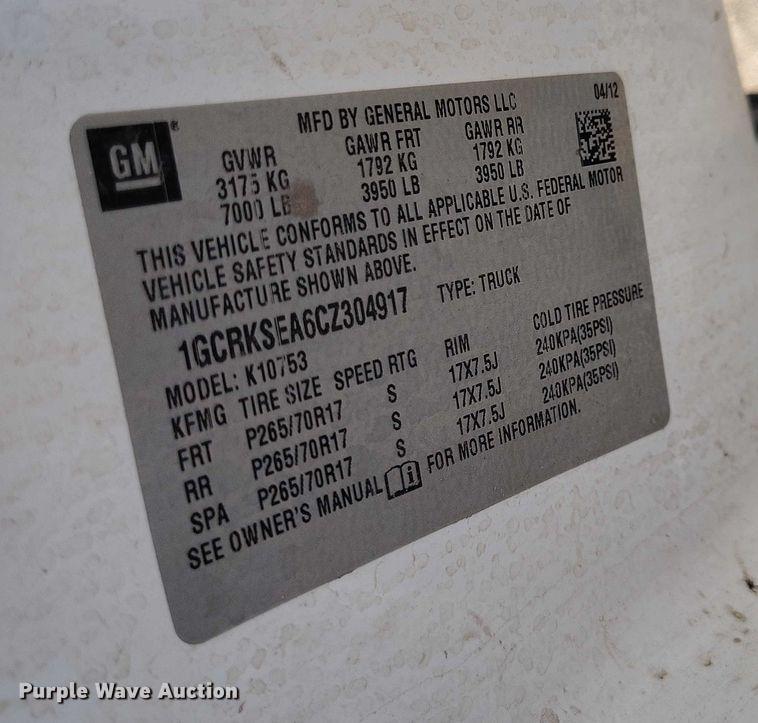 GM®
MFD BY GENERAL MOTORS LLC 04/12
GVWR GAWR FRT GAWR RR
3175 KG 1792 KG 1792 KG
7000 LB 3950 LB 3950 LB
THIS VEHICLE CONFORMS TO ALL APPLICABLE U.S. FEDERAL MOTOR
VEHICLE SAFETY STANDARDS IN EFFECT ON THE DATE OF
MANUFACTURE SHOWN ABOVE.
1GCRKSEA6CZ304917 TYPE: TRUCK
MODEL: K10753
KFMG TIRE SIZE SPEED RTG RIM COLD TIRE PRESSURE
FRT P265/70R17 S 17X7.5J 240KPA(35PSI)
RR P265/70R17 S 17X7.5J 240KPA(35PSI)
SPA P265/70R17 S 17X7.5J 240KPA(35PSI)
SEE OWNER'S MANUAL i FOR MORE INFORMATION.
Purple Wave Auction